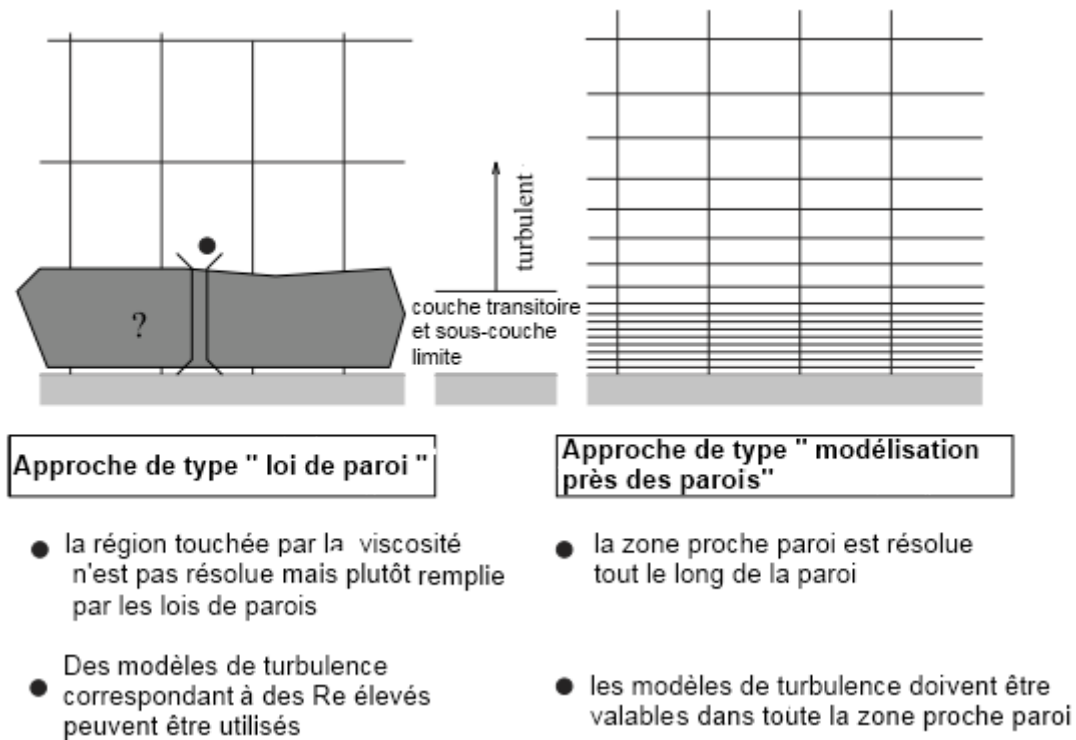 ?
turbulent
couche transitoire
et sous-couche
limite
Approche de type " loi de paroi "
Approche de type " modélisation
près des parois"
la région touchée par la viscosité
n'est pas résolue mais plutôt remplie
par les lois de parois
Des modèles de turbulence
correspondant à des Re élevés
peuvent être utilisés
la zone proche paroi est résolue
tout le long de la paroi
les modèles de turbulence doivent être
valables dans toute la zone proche paroi